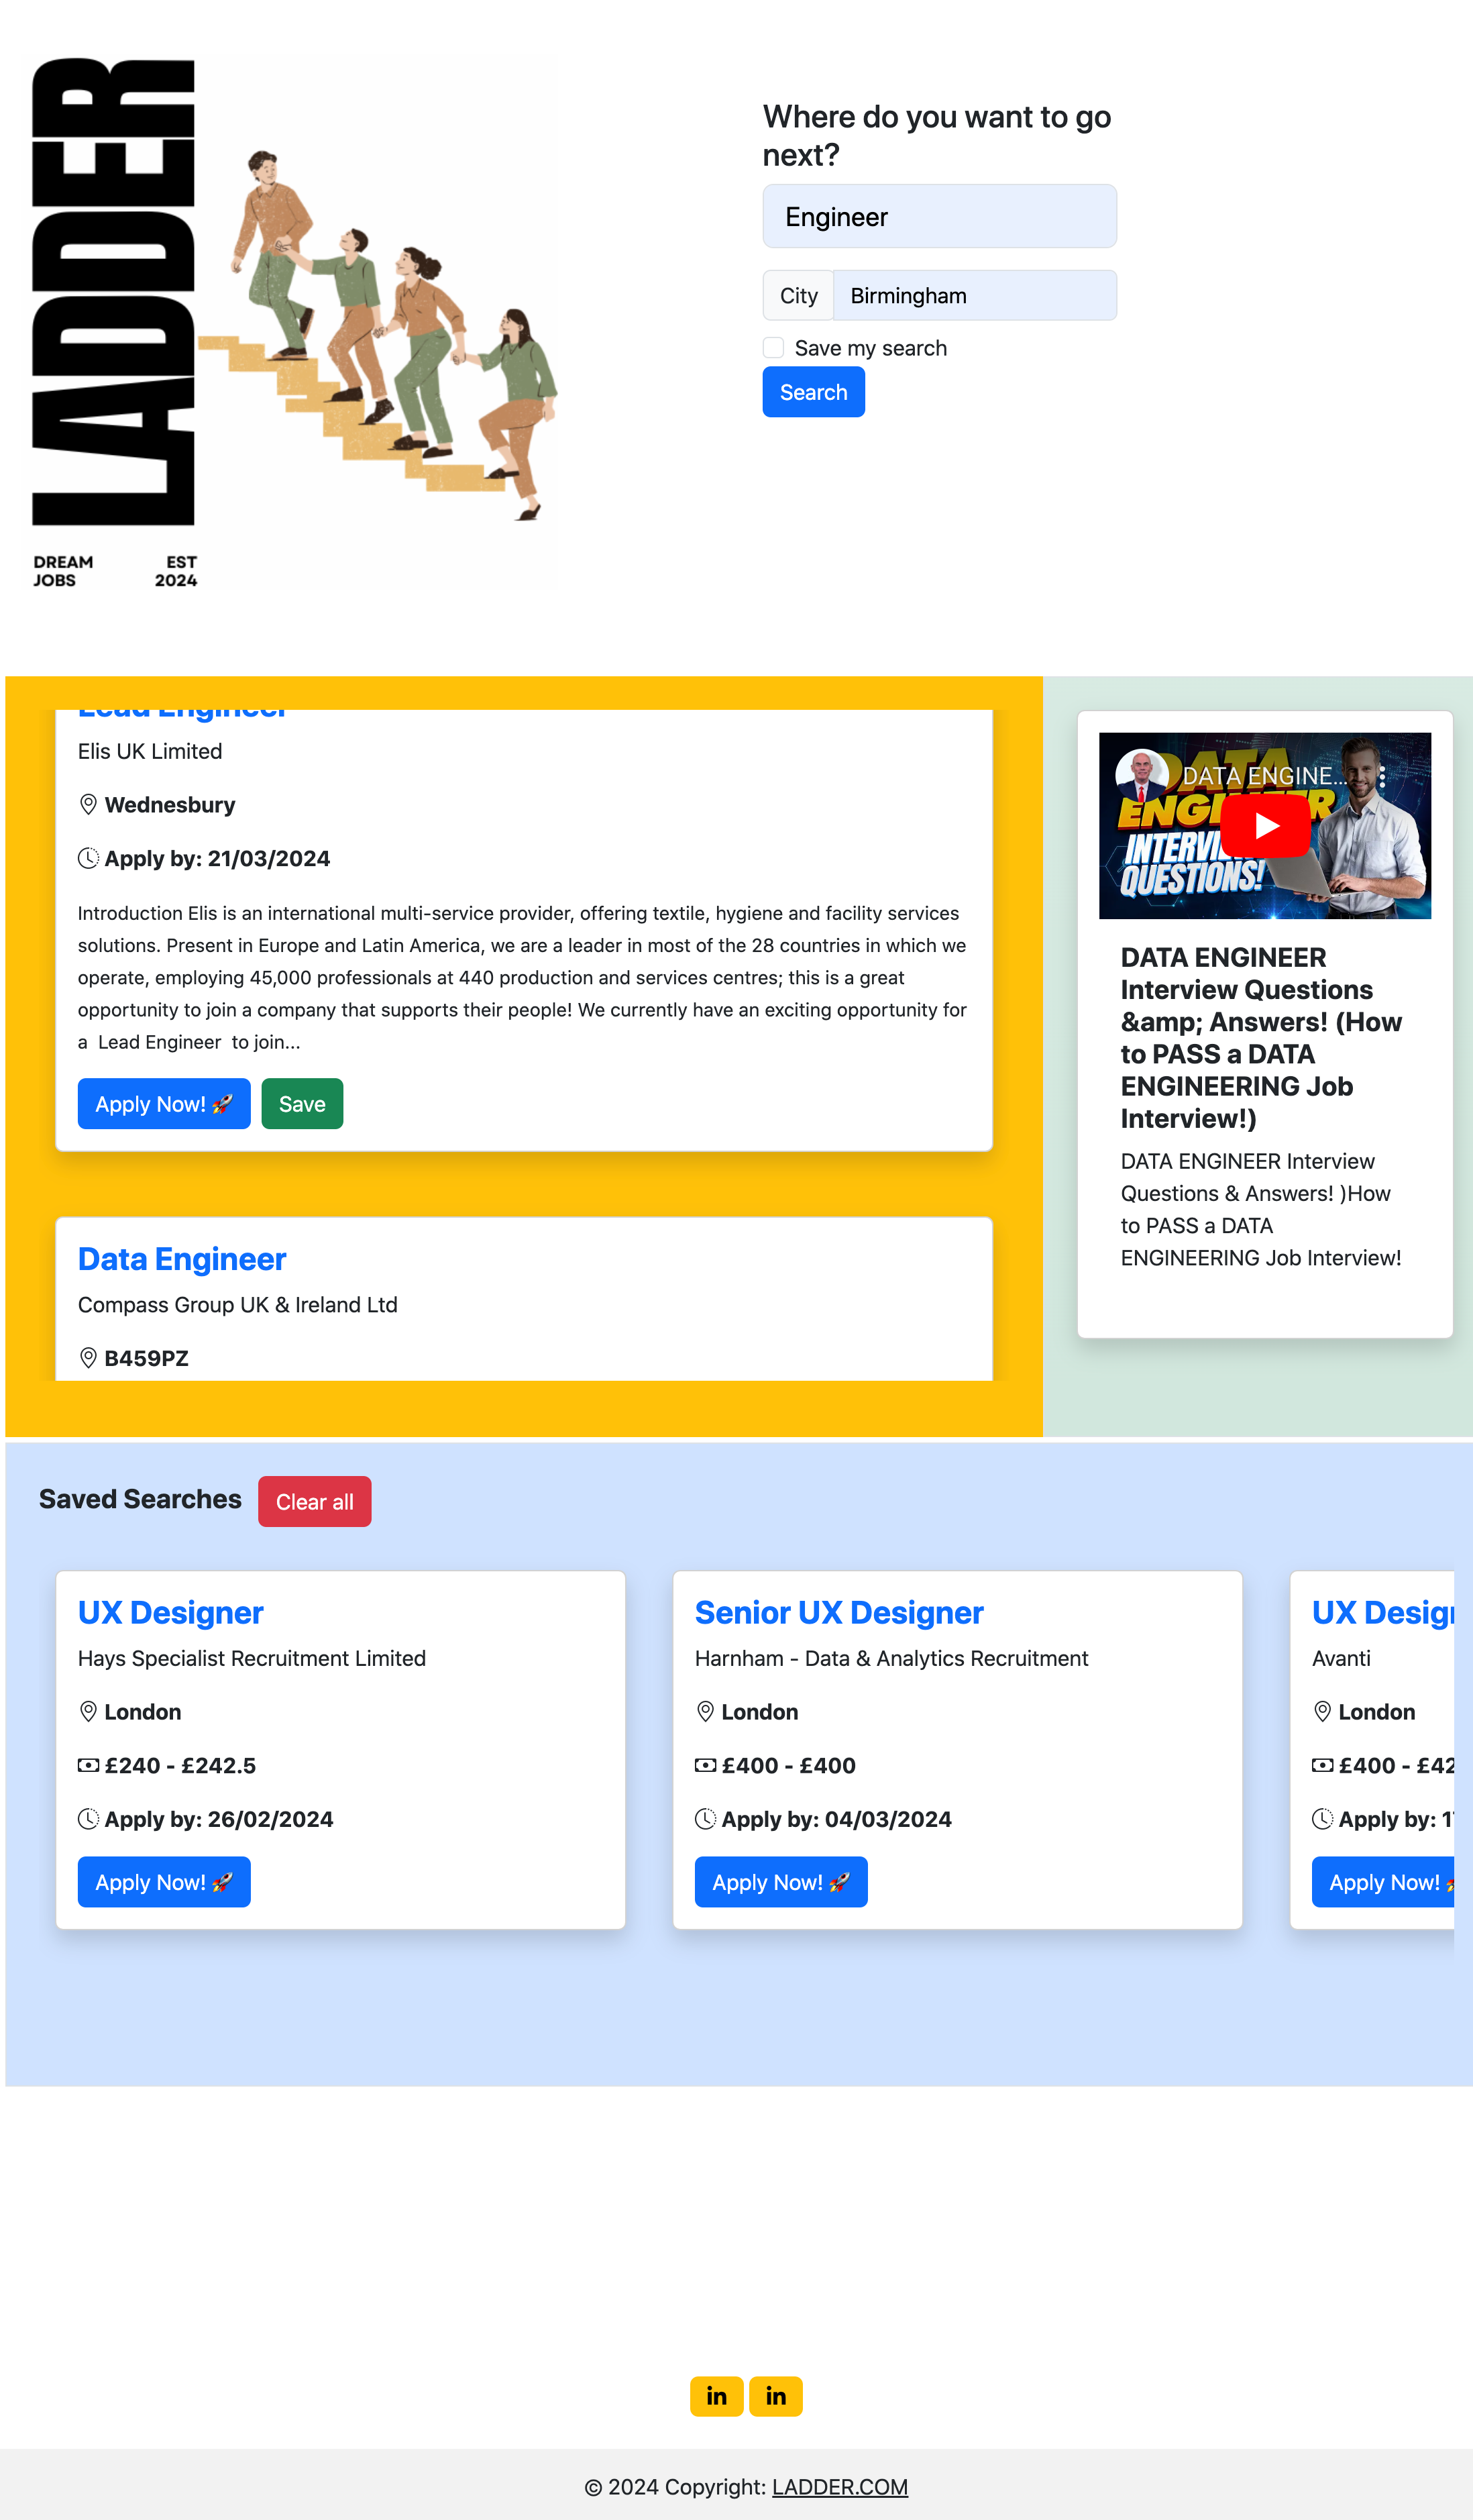 LADDER
DREAM
JOBS
EST
2024
Where do you want to go
next?
Engineer
City
Birmingham
Save my search
Search
Lead Engineer
Elis UK Limited
Wednesbury
Apply by: 21/03/2024
Introduction Elis is an international multi-service provider, offering textile, hygiene and facility services
solutions. Present in Europe and Latin America, we are a leader in most of the 28 countries in which we
operate, employing 45,000 professionals at 440 production and services centres; this is a great
opportunity to join a company that supports their people! We currently have an exciting opportunity for
a Lead Engineer to join...
Apply Now! 🚀
Save
Data Engineer
Compass Group UK & Ireland Ltd
B459PZ
DATA ENGINE...
DATA
ENGINEER
INTERVIEW
QUESTIONS!
DATA ENGINEER
Interview Questions
&amp; Answers! (How
to PASS a DATA
ENGINEERING Job
Interview!)
DATA ENGINEER Interview
Questions & Answers! )How
to PASS a DATA
ENGINEERING Job Interview!
Saved Searches
Clear all
UX Designer
Hays Specialist Recruitment Limited
London
£240 - £242.5
Apply by: 26/02/2024
Apply Now! 🚀
Senior UX Designer
Harnham - Data & Analytics Recruitment
London
£400 - £400
Apply by: 04/03/2024
Apply Now! 🚀
UX Design
Avanti
London
£400 - £42
Apply by: 1
Apply Now!
in
in
© 2024 Copyright: LADDER.COM